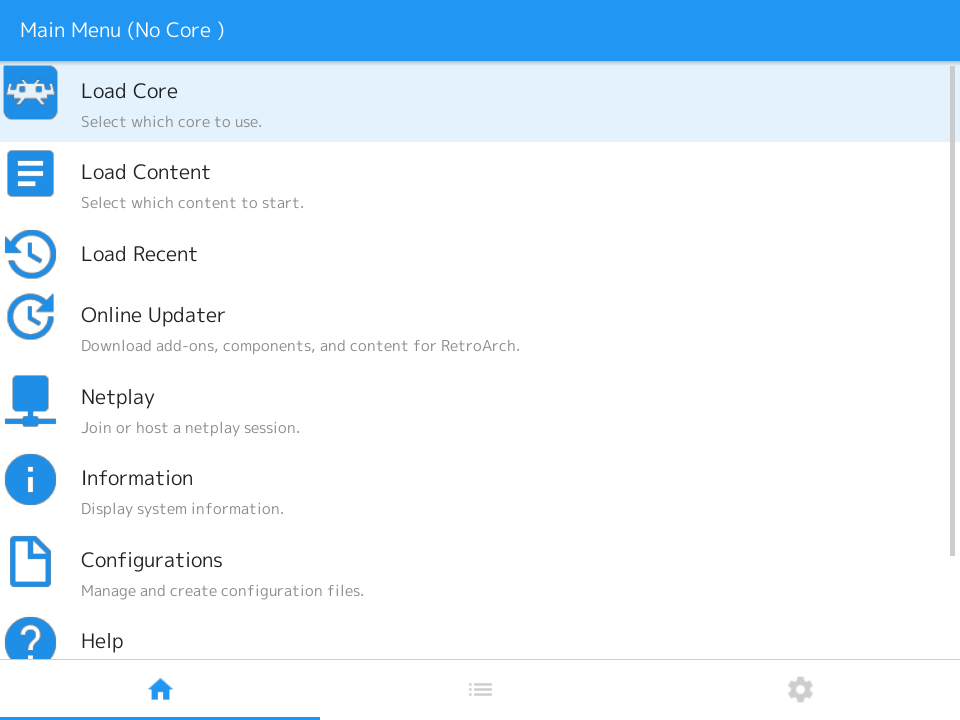 Main Menu (No Core )
Load Core
Select which core to use.
Load Content
Select which content to start.
Load Recent
Online Updater
Download add-ons, components, and content for RetroArch.
Netplay
Join or host a netplay session.
Information
Display system information.
Configurations
Manage and create configuration files.
Help